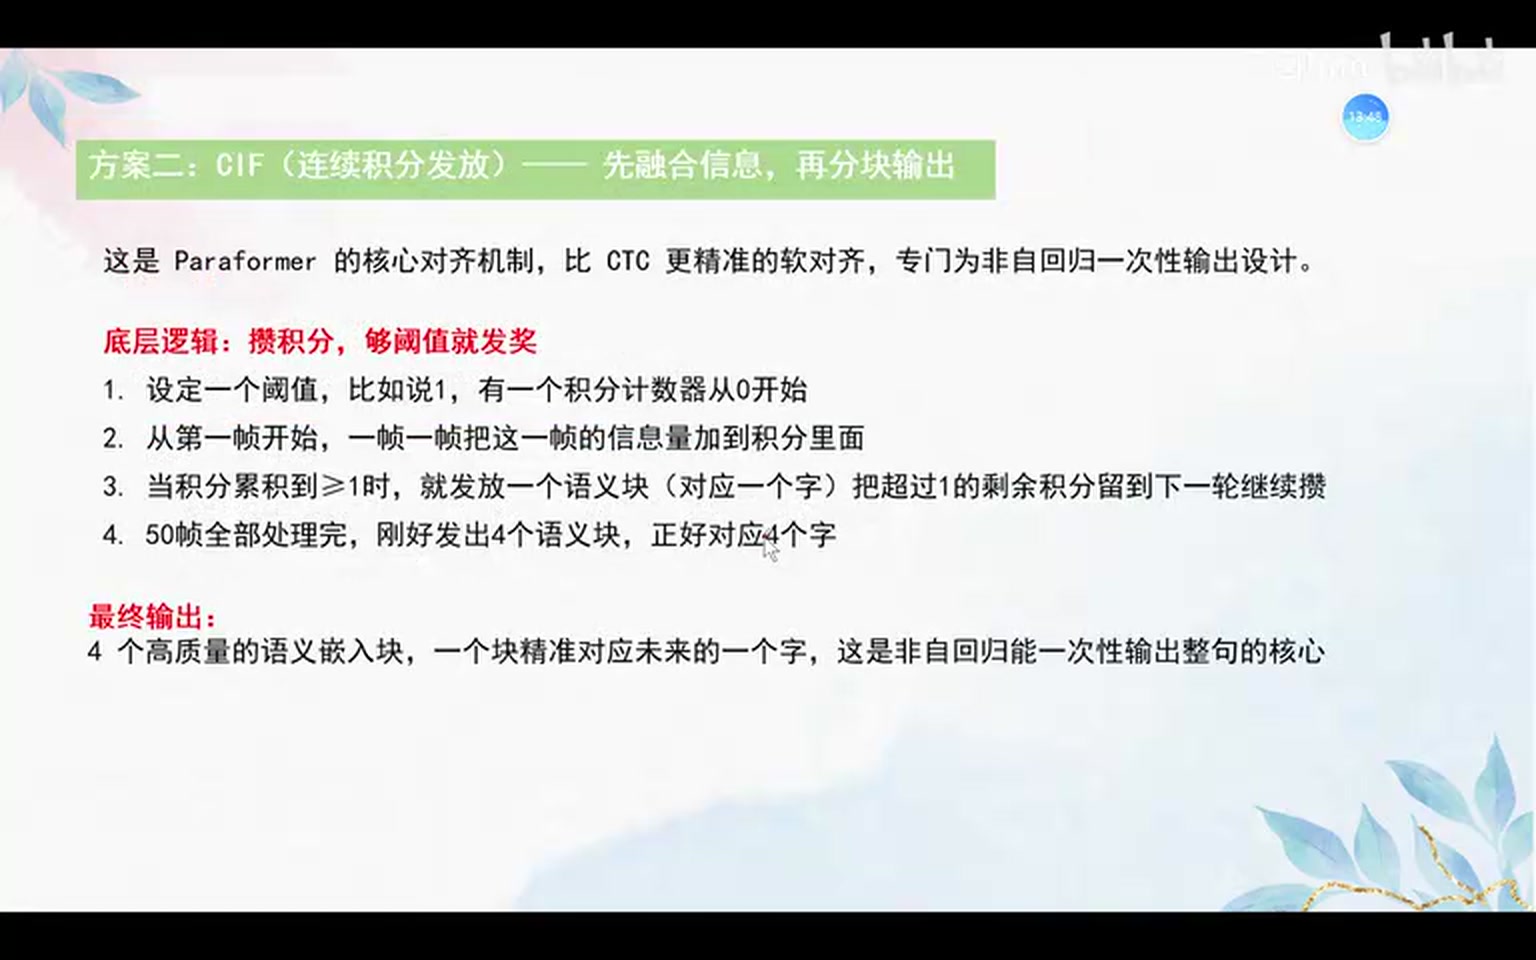 13:45
方案二：CIF（连续积分发放）—— 先融合信息，再分块输出
这是 Paraformer 的核心对齐机制，比 CTC 更精准的软对齐，专门为非自回归一次性输出设计。
底层逻辑：攒积分，够阈值就发奖
1. 设定一个阈值，比如说1，有一个积分计数器从0开始
2. 从第一帧开始，一帧一帧把这一帧的信息量加到积分里面
3. 当积分累积到≥1时，就发放一个语义块（对应一个字）把超过1的剩余积分留到下一轮继续攒
4. 50帧全部处理完，刚好发出4个语义块，正好对应4个字
最终输出：
4 个高质量的语义嵌入块，一个块精准对应未来的一个字，这是非自回归能一次性输出整句的核心